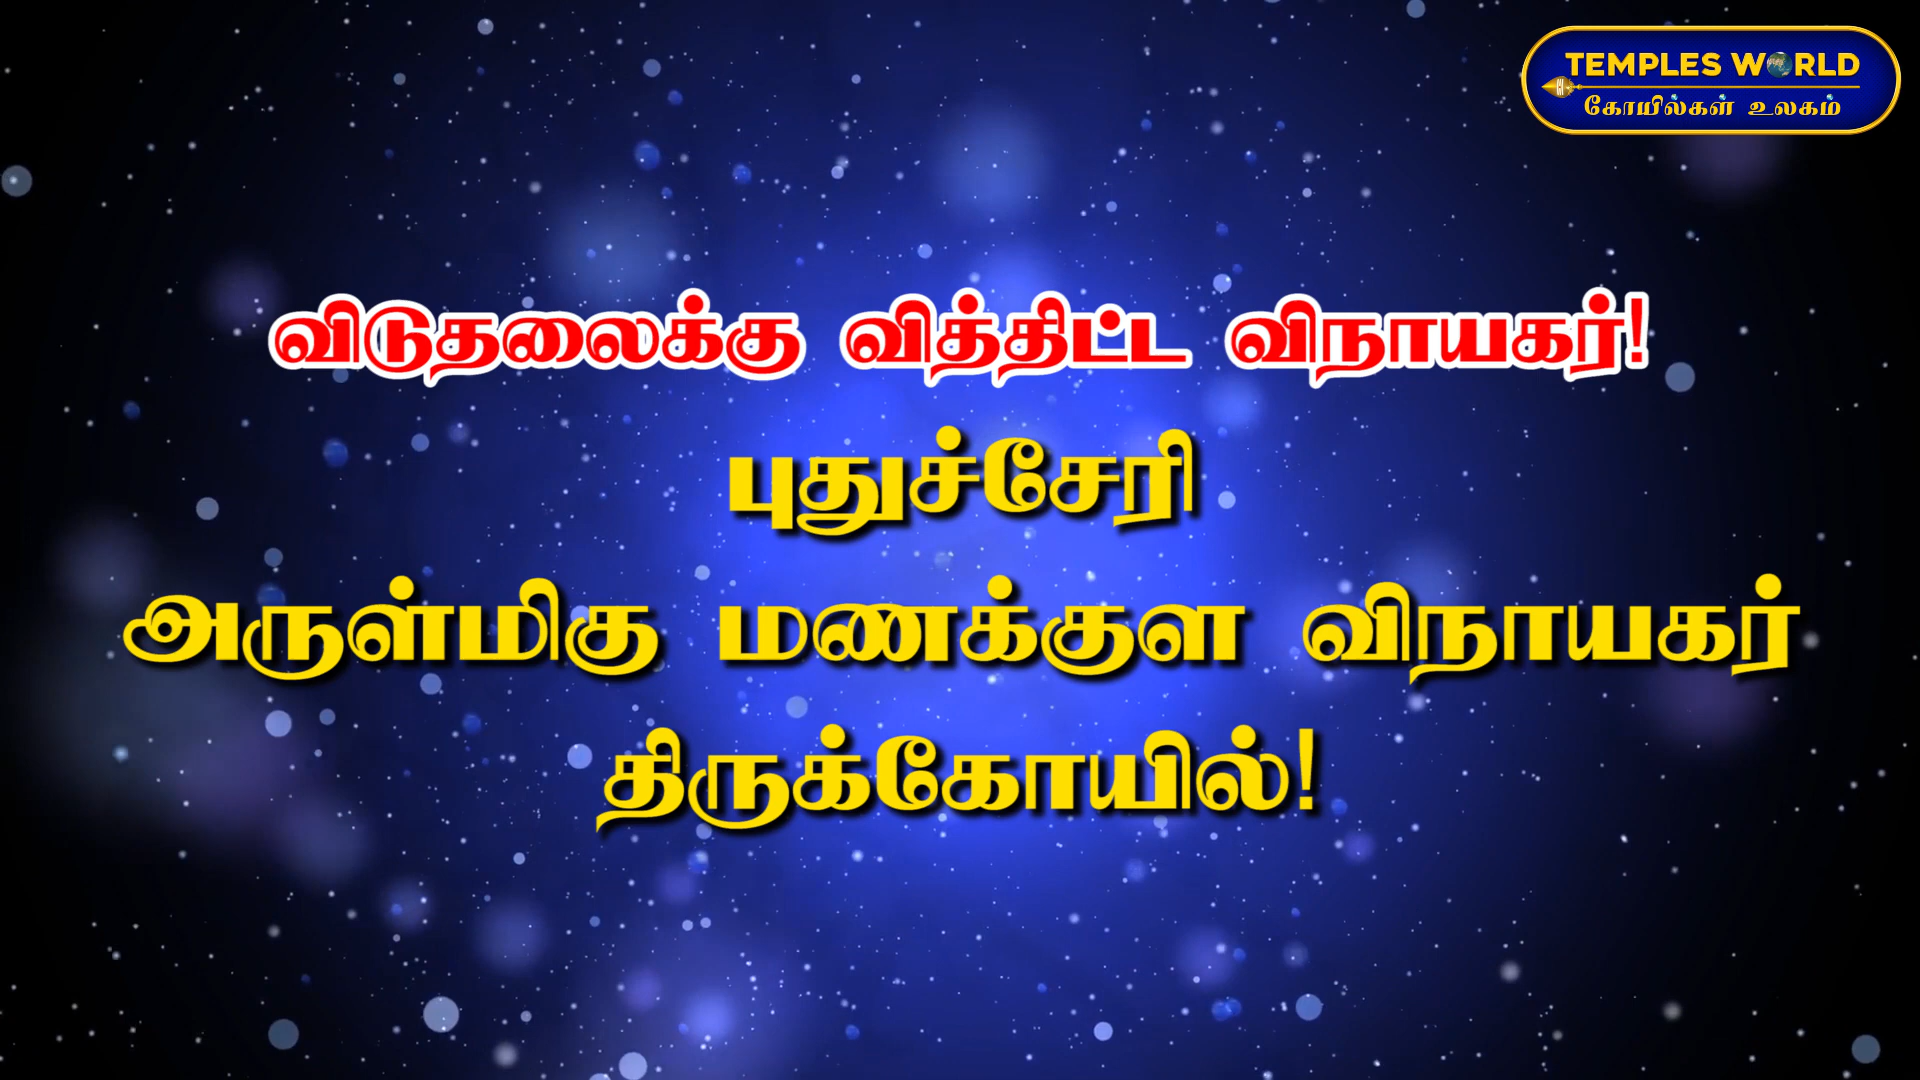 TEMPLES WORLD
கோயில்கள் உலகம்
விடுதலைக்கு வித்திட்ட விநாயகர்!
புதுச்சேரி
அருள்மிகு மணக்குள விநாயகர்
திருக்கோயில்!